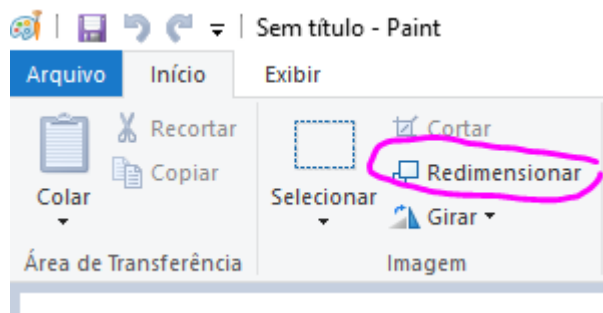 Sem título - Paint
Arquivo Início Exibir
Colar
Recortar
Copiar
Área de Transferência
Selecionar
Cortar
Redimensionar
Girar
Imagem